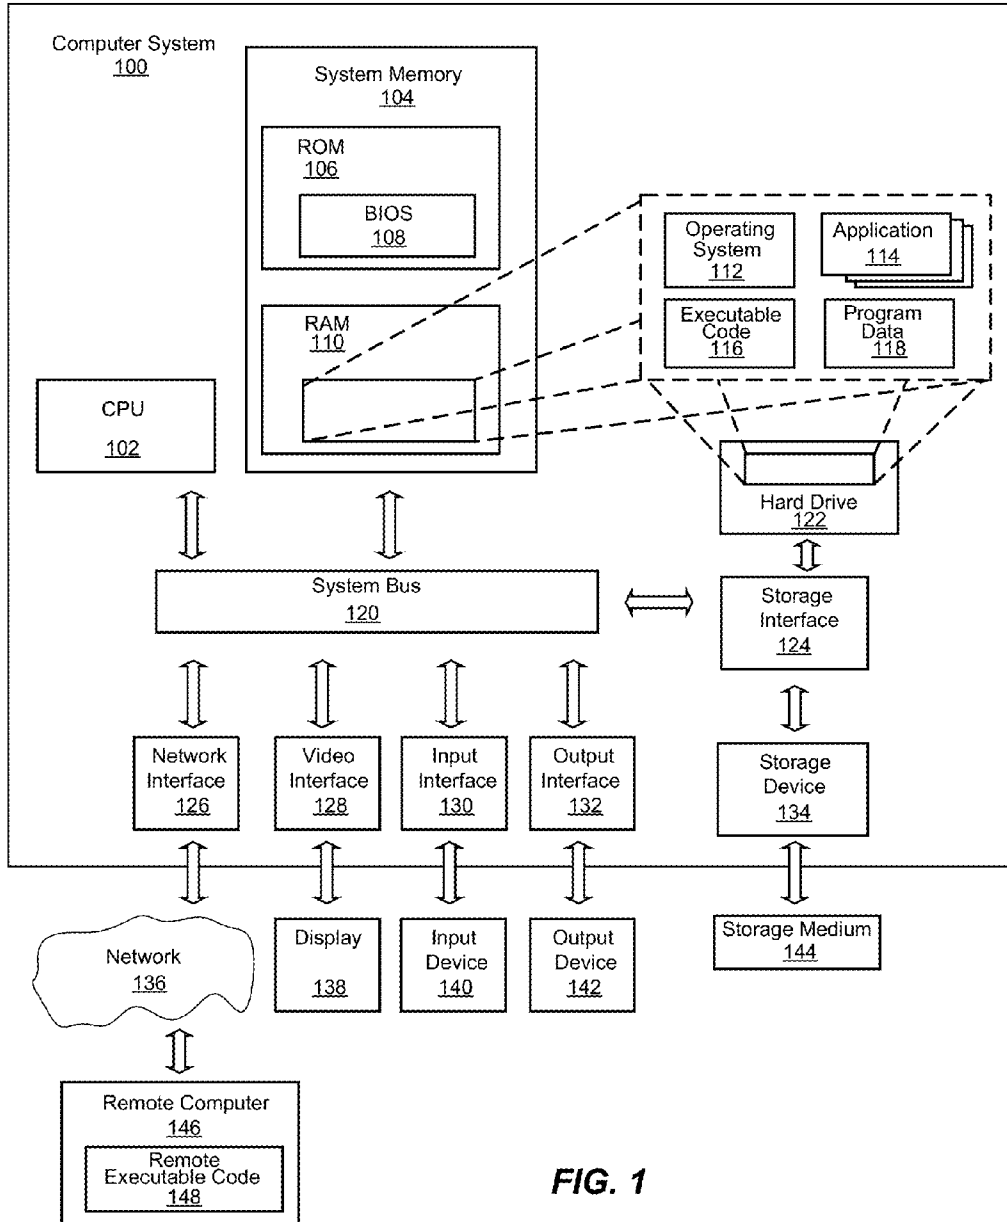 Computer System
100
System Memory
104
ROM
106
BIOS
108
RAM
110
Operating
System
112
Application
114
Executable
Code
116
Program
Data
118
CPU
102
Hard Drive
122
System Bus
120
Storage
Interface
124
Network
Interface
126
Video
Interface
128
Input
Interface
130
Output
Interface
132
Storage
Device
134
Network
136
Display
138
Input
Device
140
Output
Device
142
Storage Medium
144
Remote Computer
146
Remote
Executable Code
148
FIG. 1